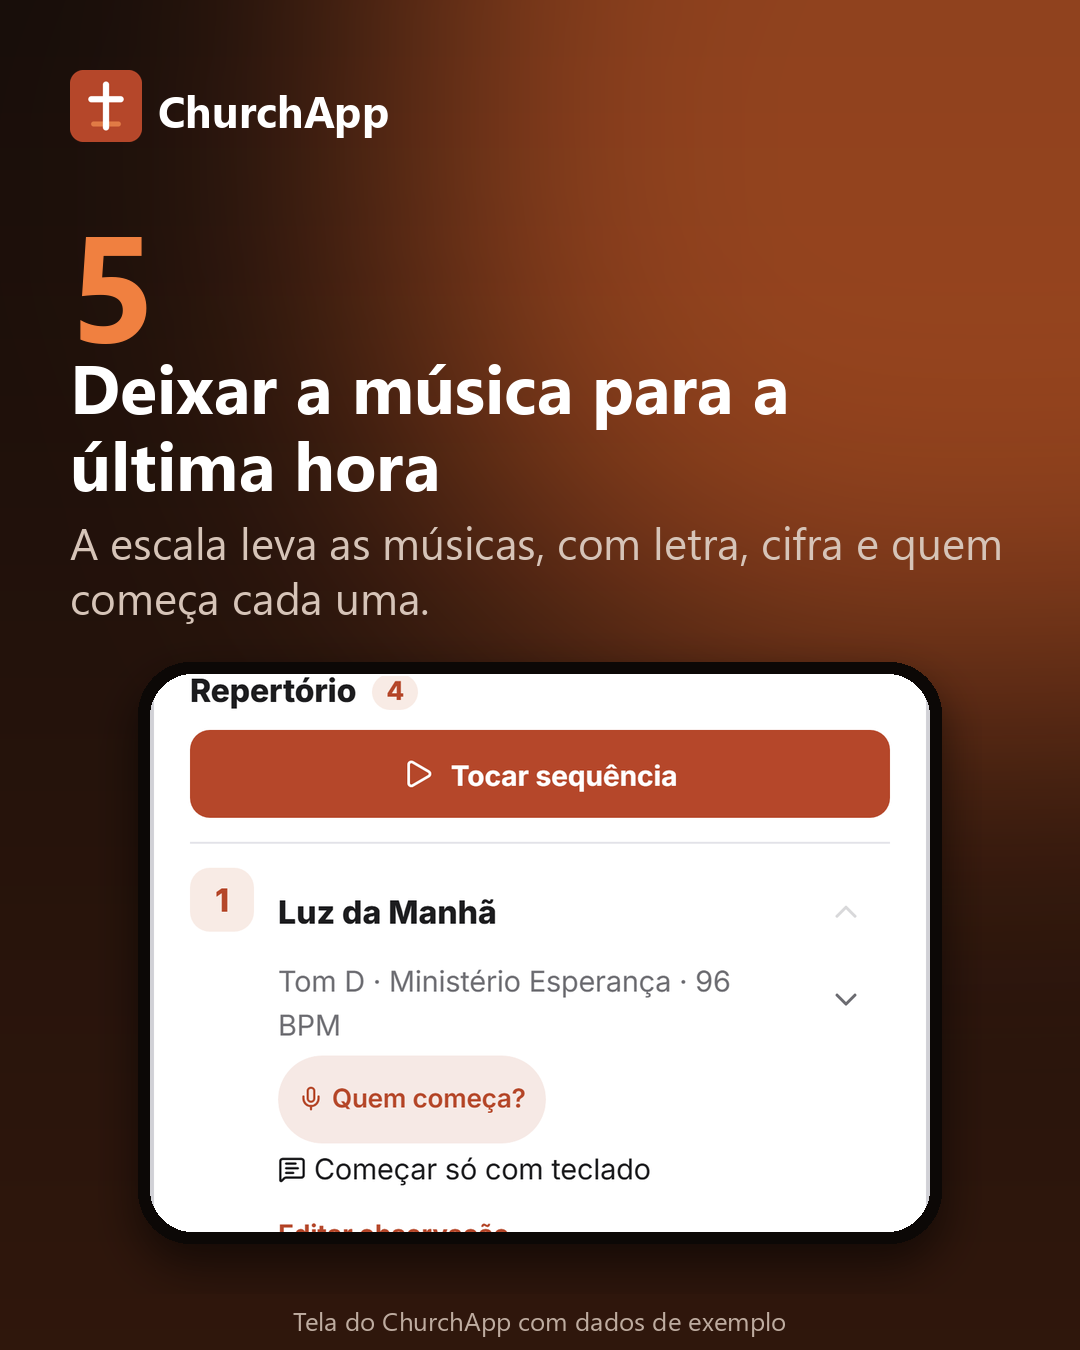 ChurchApp
5
Deixar a música para a
última hora
A escala leva as músicas, com letra, cifra e quem
começa cada uma.
Repertório 4
Tocar sequência
1
Luz da Manhã
Tom D · Ministério Esperança · 96
BPM
Quem começa?
Começar só com teclado
Editar observação
Tela do ChurchApp com dados de exemplo